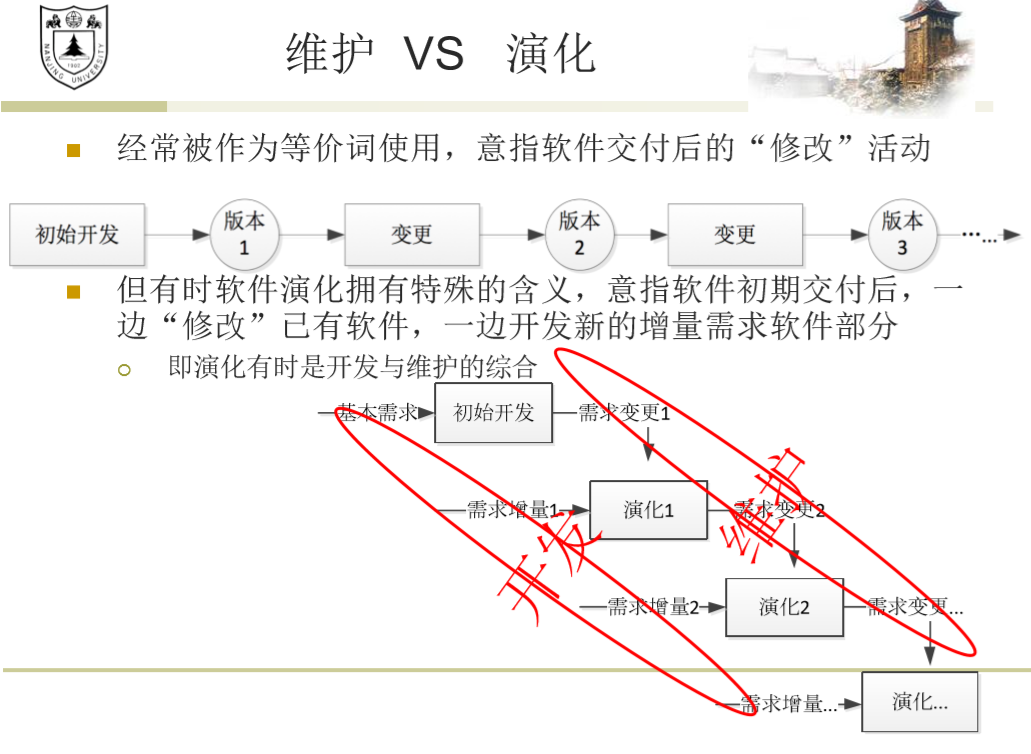 NANJING UNIVERSITY
1902
维护 VS 演化
经常被作为等价词使用，意指软件交付后的“修改”活动
初始开发
版本
1
变更
版本
2
变更
版本
3
……
但有时软件演化拥有特殊的含义，意指软件初期交付后，一
边“修改”已有软件，一边开发新的增量需求软件部分
即演化有时是开发与维护的综合
基本需求
初始开发
需求变更1
需求增量1
演化1
需求变更2
维护
开发
需求增量2
演化2
需求变更…
需求增量…
演化…